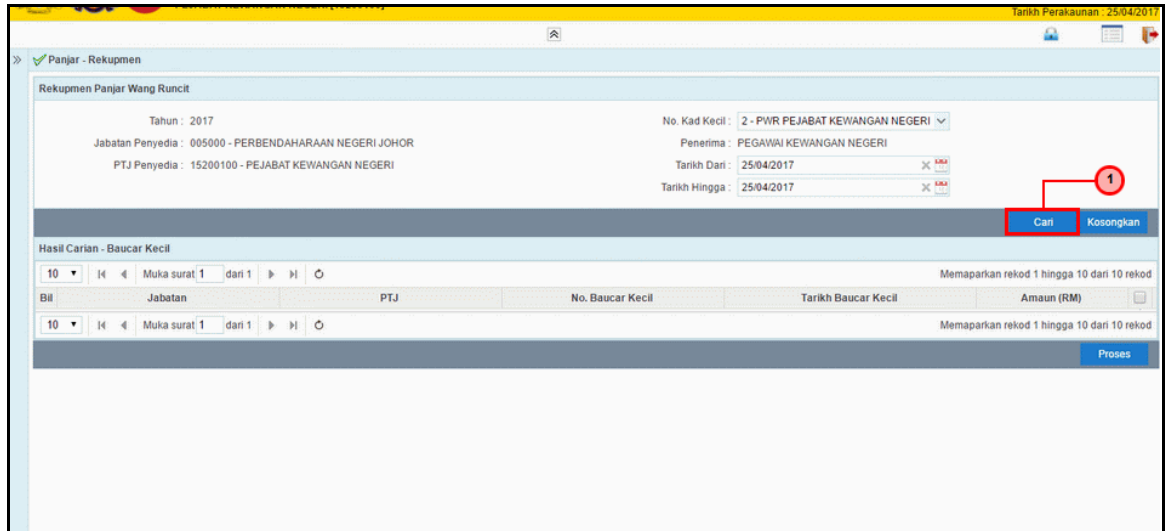 Tarikh Perakaunan : 25/04/2017
Panjar - Rekupmen
Rekupmen Panjar Wang Runcit
Tahun : 2017
No. Kad Kecil : 2 - PWR PEJABAT KEWANGAN NEGERI
Jabatan Penyedia : 005000 - PERBENDAHARAAN NEGERI JOHOR
Penerima : PEGAWAI KEWANGAN NEGERI
PTJ Penyedia : 15200100 - PEJABAT KEWANGAN NEGERI
Tarikh Dari : 25/04/2017
Tarikh Hingga : 25/04/2017
1
Cari Kosongkan
Hasil Carian - Baucar Kecil
10 Muka surat 1 dari 1 Memaparkan rekod 1 hingga 10 dari 10 rekod
Bil Jabatan PTJ No. Baucar Kecil Tarikh Baucar Kecil Amaun (RM)
10 Muka surat 1 dari 1 Memaparkan rekod 1 hingga 10 dari 10 rekod
Proses